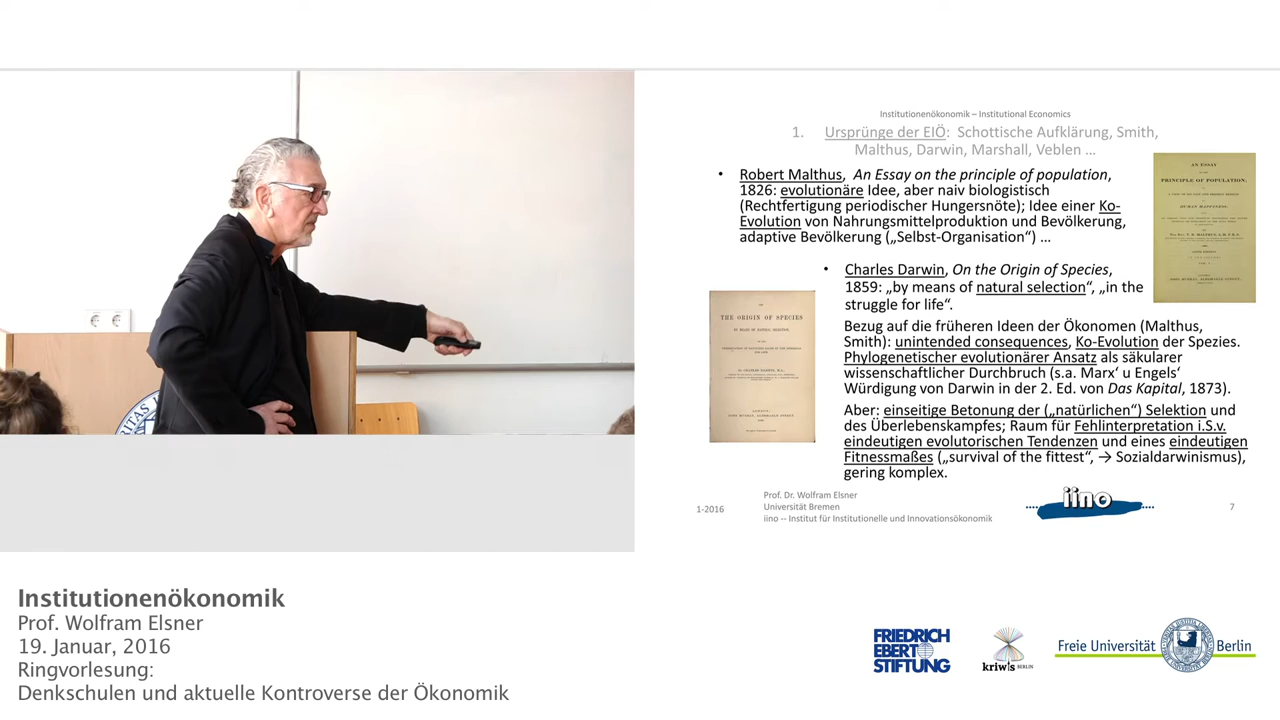 Institutionenökonomik – Institutional Economics
1. Ursprünge der EIÖ: Schottische Aufklärung, Smith,
Malthus, Darwin, Marshall, Veblen …
• Robert Malthus, An Essay on the principle of population,
1826: evolutionäre Idee, aber naiv biologistisch
(Rechtfertigung periodischer Hungersnöte); Idee einer Ko-
Evolution von Nahrungsmittelproduktion und Bevölkerung,
adaptive Bevölkerung („Selbst-Organisation“) …
AN ESSAY
PRINCIPLE OF POPULATION;
HUMAN HAPPINESS,
• Charles Darwin, On the Origin of Species,
1859: „by means of natural selection“, „in the
struggle for life“.
THE ORIGIN OF SPECIES
Bezug auf die früheren Ideen der Ökonomen (Malthus,
Smith): unintended consequences, Ko-Evolution der Spezies.
Phylogenetischer evolutionärer Ansatz als säkularer
wissenschaftlicher Durchbruch (s.a. Marx‘ u Engels‘
Würdigung von Darwin in der 2. Ed. von Das Kapital, 1873).
Aber: einseitige Betonung der („natürlichen“) Selektion und
des Überlebenskampfes; Raum für Fehlinterpretation i.S.v.
eindeutigen evolutorischen Tendenzen und eines eindeutigen
Fitnessmaßes („survival of the fittest“, → Sozialdarwinismus),
gering komplex.
1-2016
Prof. Dr. Wolfram Elsner
Universität Bremen
iino -- Institut für Institutionelle und Innovationsökonomik
iino
7
Institutionenökonomik
Prof. Wolfram Elsner
19. Januar, 2016
Ringvorlesung:
Denkschulen und aktuelle Kontroverse der Ökonomik
FRIEDRICH
EBERT
STIFTUNG
kriwis BERLIN
Freie Universität Berlin